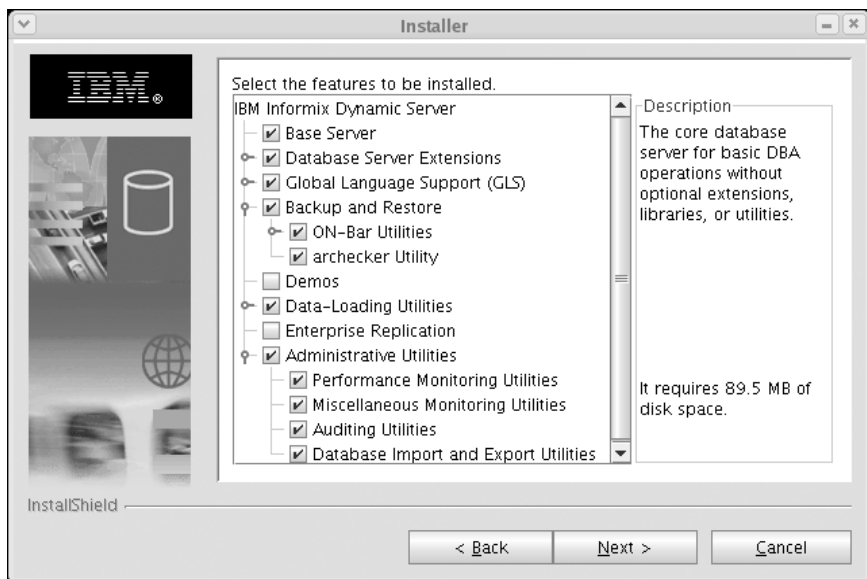 Installer
IBM®
Select the features to be installed.
IBM Informix Dynamic Server
Base Server
Database Server Extensions
Global Language Support (GLS)
Backup and Restore
ON-Bar Utilities
archecker Utility
Demos
Data-Loading Utilities
Enterprise Replication
Administrative Utilities
Performance Monitoring Utilities
Miscellaneous Monitoring Utilities
Auditing Utilities
Database Import and Export Utilities
Description
The core database
server for basic DBA
operations without
optional extensions,
libraries, or utilities.
It requires 89.5 MB of
disk space.
InstallShield
< Back
Next >
Cancel